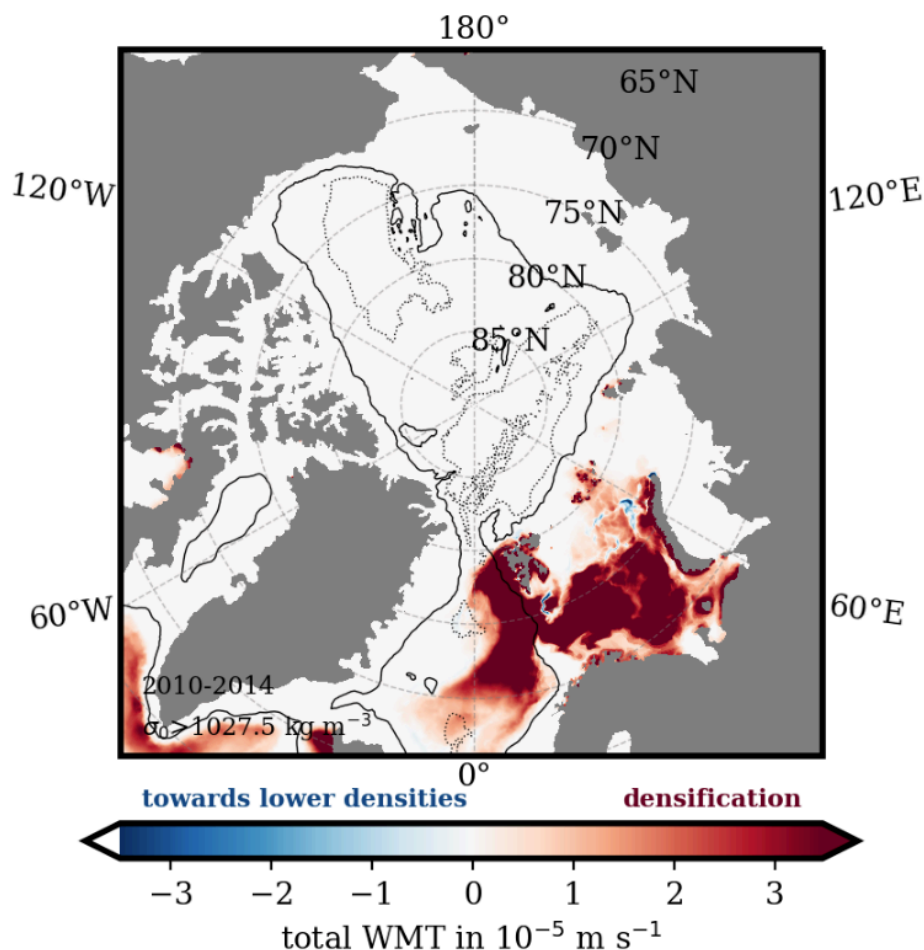 180°
65°N
70°N
120°W
120°E
75°N
80°N
85°N
60°W
60°E
2010-2014
σ₀ > 1027.5 kg m⁻³
0°
towards lower densities
densification
−3 −2 −1 0 1 2 3
total WMT in 10⁻⁵ m s⁻¹